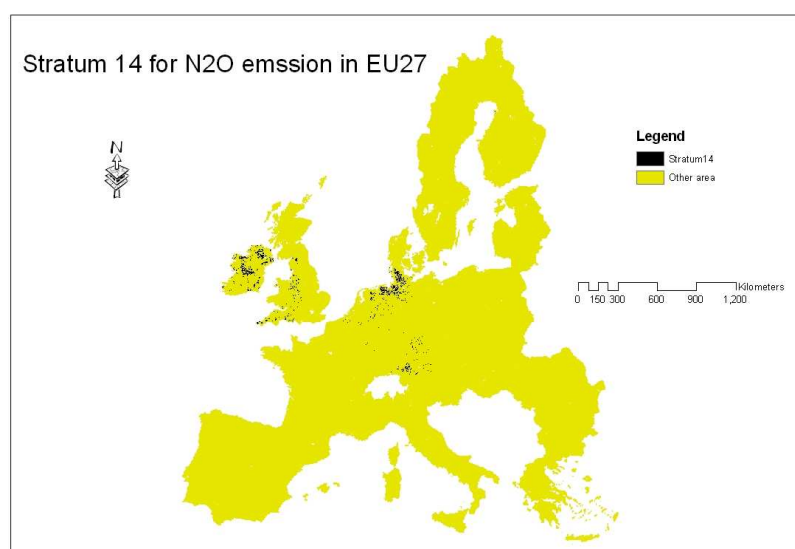 Stratum 14 for N2O emssion in EU27
N
Legend
Stratum14
Other area
Kilometers
0 150 300 600 900 1,200